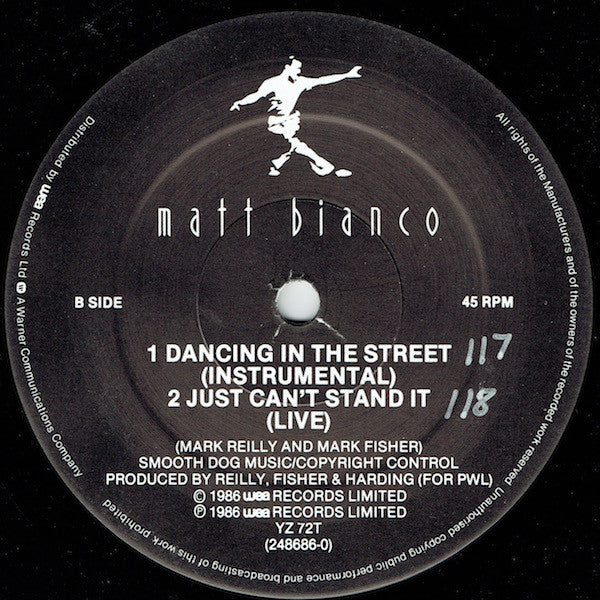 matt bianco
B SIDE
45 RPM
1 DANCING IN THE STREET 117
(INSTRUMENTAL)
2 JUST CAN'T STAND IT 118
(LIVE)
(MARK REILLY AND MARK FISHER)
SMOOTH DOG MUSIC/COPYRIGHT CONTROL
PRODUCED BY REILLY, FISHER & HARDING (FOR PWL)
© 1986 wea RECORDS LIMITED
℗ 1986 wea RECORDS LIMITED
YZ 72T
(248686-0)
All rights of the Manufacturers and of the owners of the recorded work reserved
Unauthorised copying public performance and broadcasting of this work prohibited
Distributed by wea Records Ltd w A Warner Communications Company